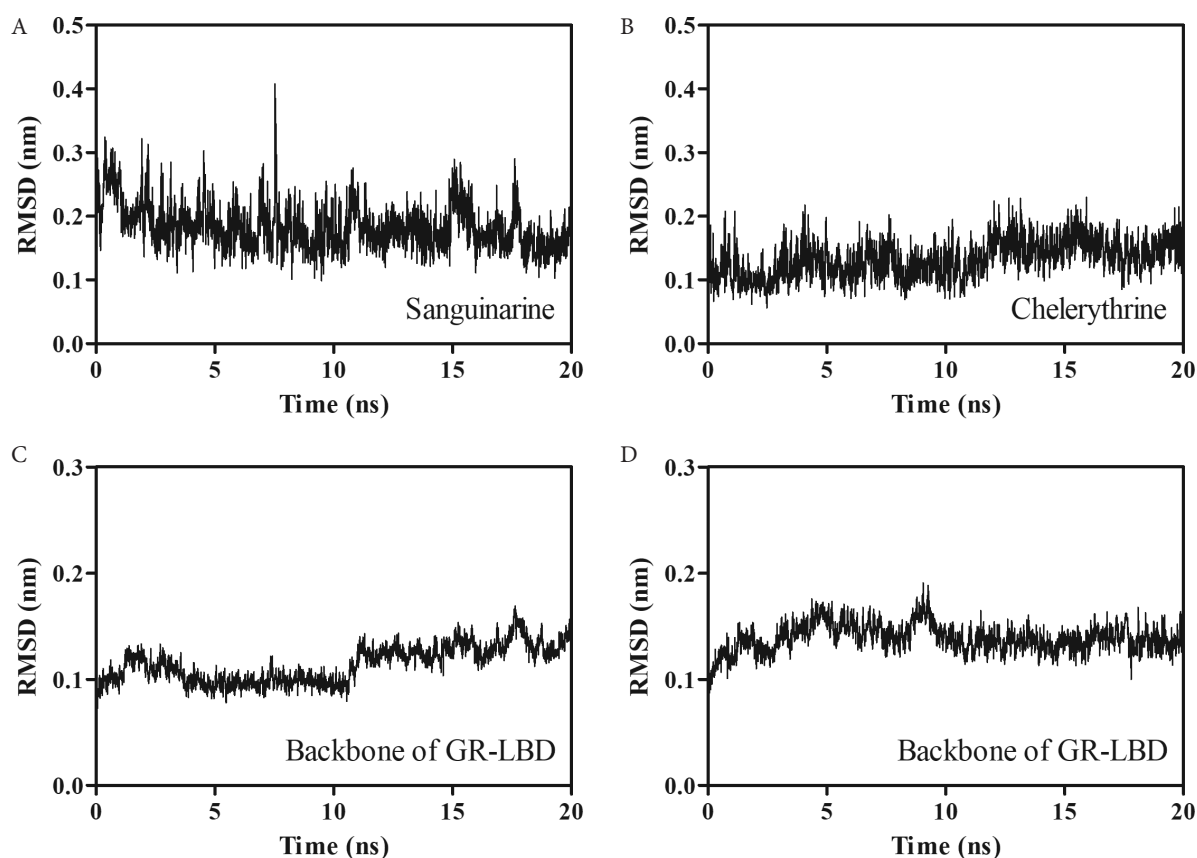 A
RMSD (nm)
0.5
0.4
0.3
0.2
0.1
0.0
Sanguinarine
0 5 10 15 20
Time (ns)
B
RMSD (nm)
0.5
0.4
0.3
0.2
0.1
0.0
Chelerythrine
0 5 10 15 20
Time (ns)
C
RMSD (nm)
0.3
0.2
0.1
0.0
Backbone of GR-LBD
0 5 10 15 20
Time (ns)
D
RMSD (nm)
0.3
0.2
0.1
0.0
Backbone of GR-LBD
0 5 10 15 20
Time (ns)